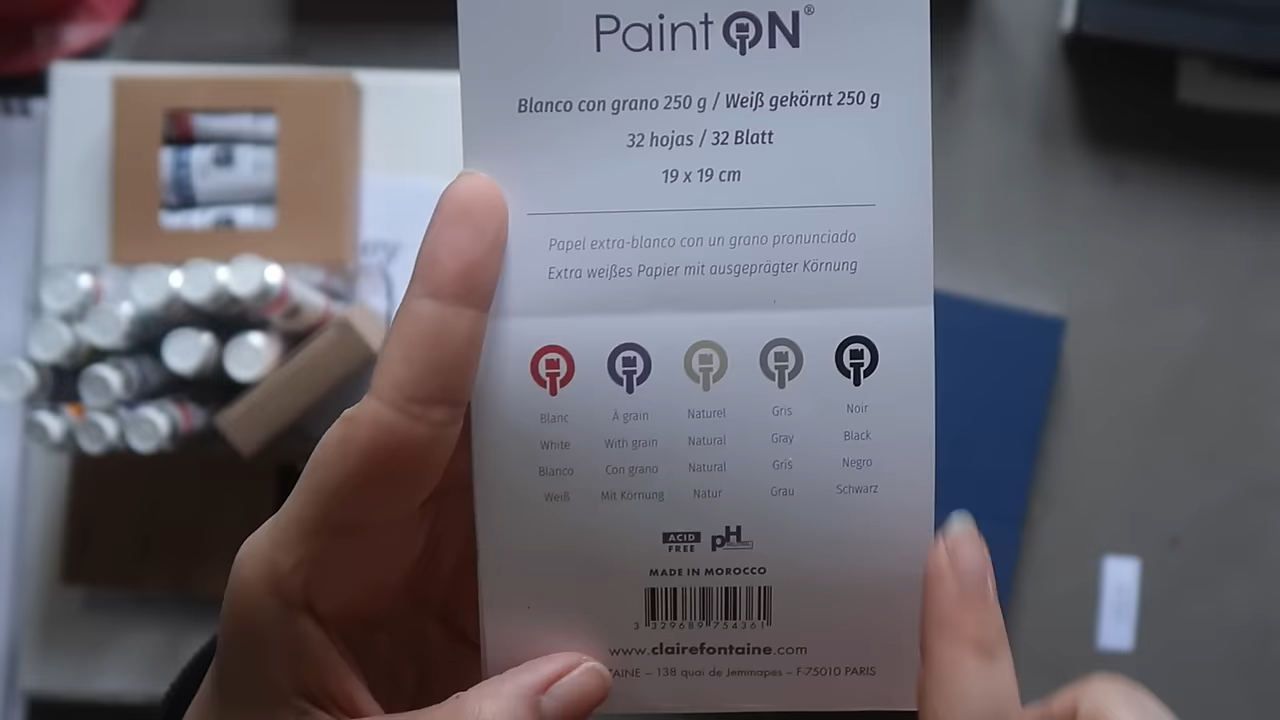 Paint ON®
Blanco con grano 250 g / Weiß gekörnt 250 g
32 hojas / 32 Blatt
19 x 19 cm
Papel extra-blanco con un grano pronunciado
Extra weißes Papier mit ausgeprägter Körnung
Blanc À grain Naturel Gris Noir
White With grain Natural Gray Black
Blanco Con grano Natural Gris Negro
Weiß Mit Körnung Natur Grau Schwarz
ACID FREE pH
MADE IN MOROCCO
3 329689 754361
www.clairefontaine.com
– 138 quai de Jemmapes – F-75010 PARIS